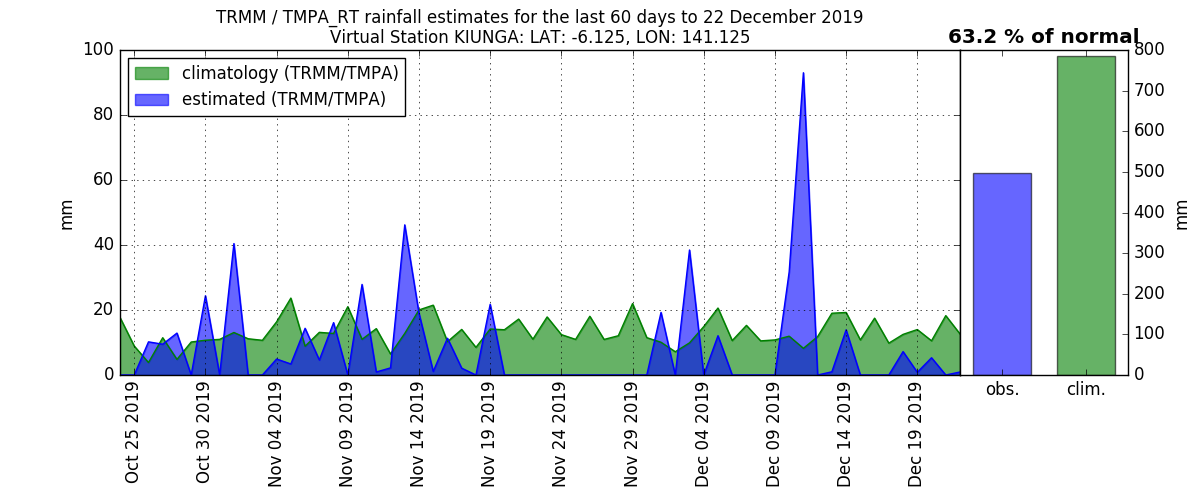 TRMM / TMPA_RT rainfall estimates for the last 60 days to 22 December 2019
Virtual Station KIUNGA: LAT: -6.125, LON: 141.125
63.2 % of normal
climatology (TRMM/TMPA)
estimated (TRMM/TMPA)
100
80
60
40
20
0
mm
Oct 25 2019
Oct 30 2019
Nov 04 2019
Nov 09 2019
Nov 14 2019
Nov 19 2019
Nov 24 2019
Nov 29 2019
Dec 04 2019
Dec 09 2019
Dec 14 2019
Dec 19 2019
obs.
clim.
800
700
600
500
400
300
200
100
0
mm